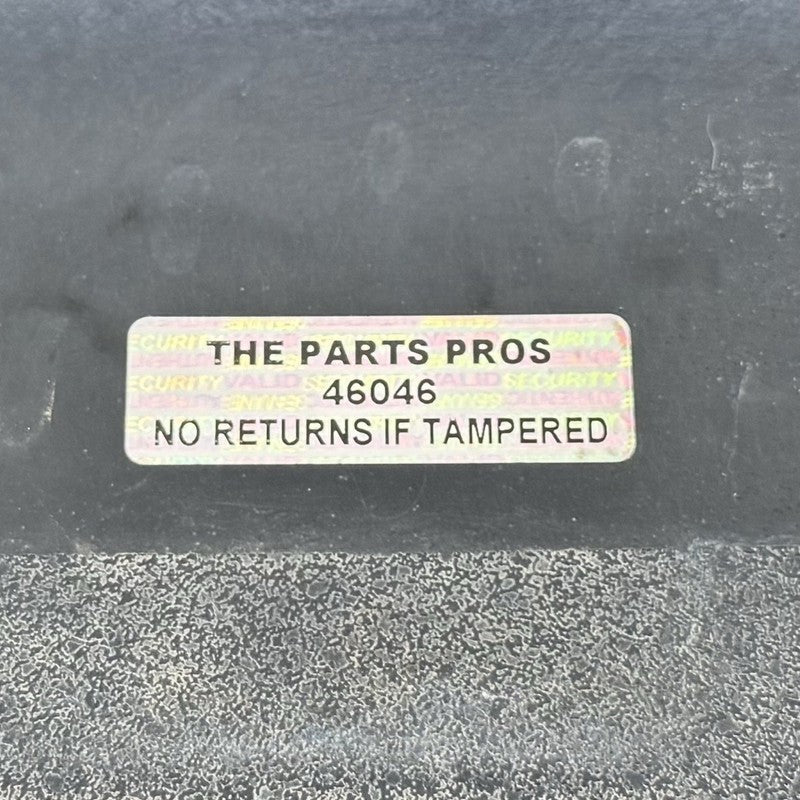 THE PARTS PROS
46046
NO RETURNS IF TAMPERED